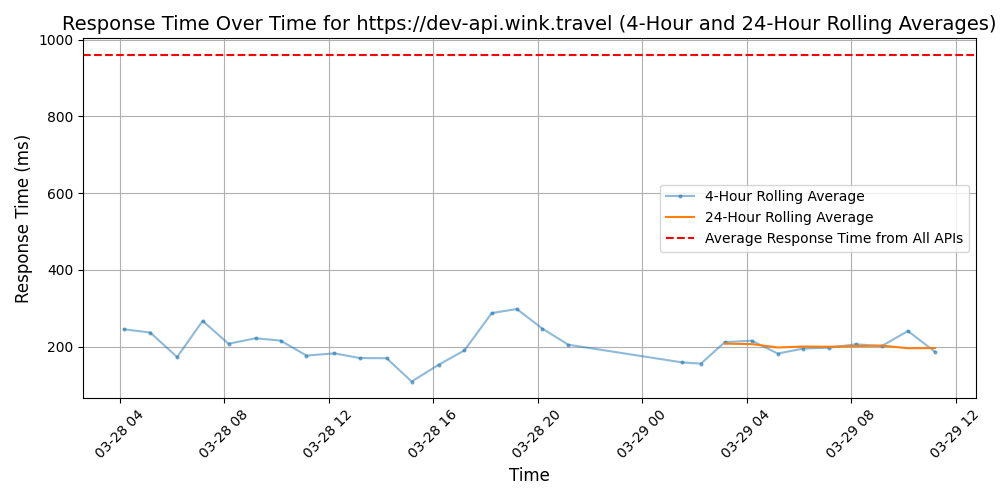 Response Time Over Time for https://dev-api.wink.travel (4-Hour and 24-Hour Rolling Averages)
Response Time (ms)
1000
800
600
400
200
4-Hour Rolling Average
24-Hour Rolling Average
Average Response Time from All APIs
03-28 04
03-28 08
03-28 12
03-28 16
03-28 20
03-29 00
03-29 04
03-29 08
03-29 12
Time